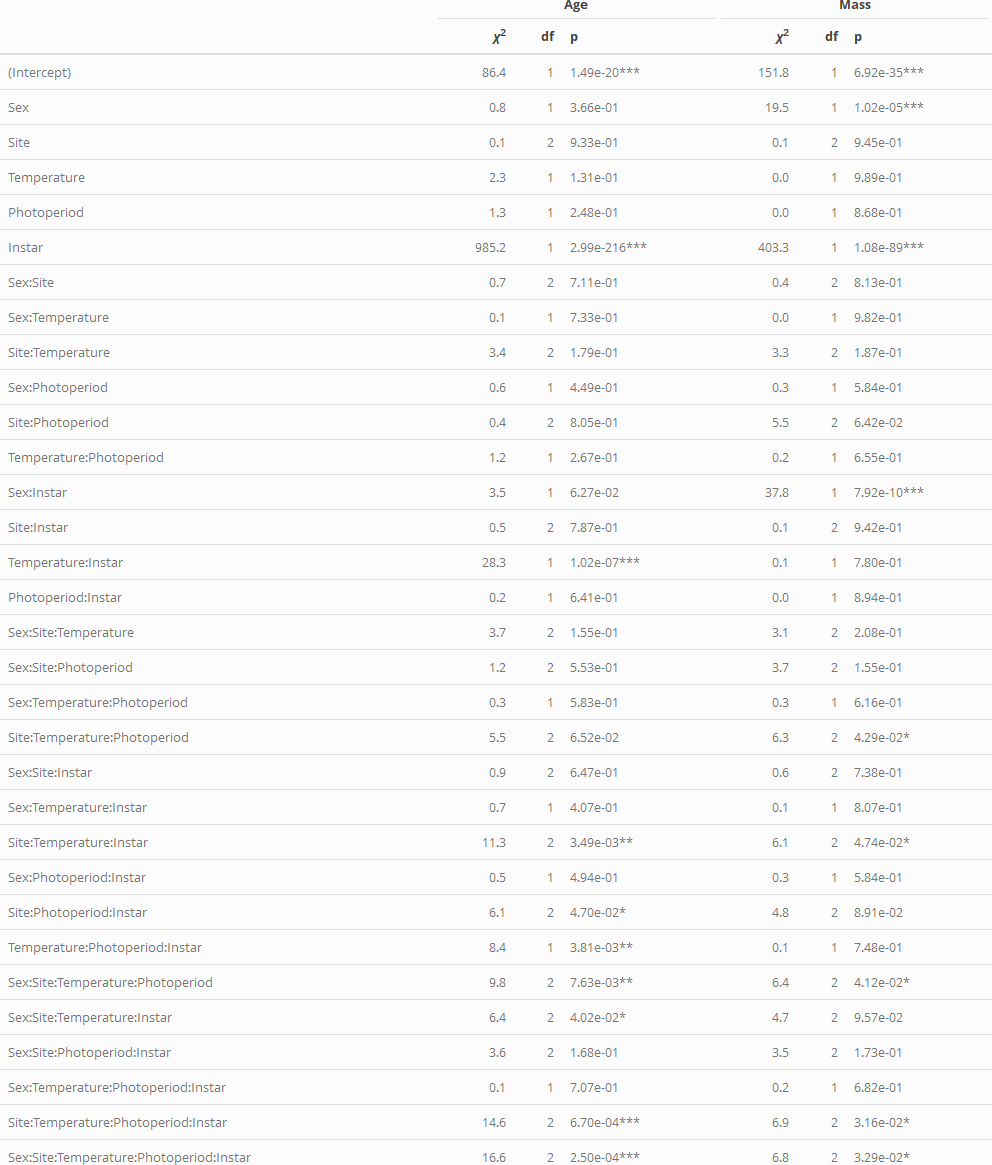 Age Mass
χ2 df p χ2 df p
(Intercept) 86.4 1 1.49e-20*** 151.8 1 6.92e-35***
Sex 0.8 1 3.66e-01 19.5 1 1.02e-05***
Site 0.1 2 9.33e-01 0.1 2 9.45e-01
Temperature 2.3 1 1.31e-01 0.0 1 9.89e-01
Photoperiod 1.3 1 2.48e-01 0.0 1 8.68e-01
Instar 985.2 1 2.99e-216*** 403.3 1 1.08e-89***
Sex:Site 0.7 2 7.11e-01 0.4 2 8.13e-01
Sex:Temperature 0.1 1 7.33e-01 0.0 1 9.82e-01
Site:Temperature 3.4 2 1.79e-01 3.3 2 1.87e-01
Sex:Photoperiod 0.6 1 4.49e-01 0.3 1 5.84e-01
Site:Photoperiod 0.4 2 8.05e-01 5.5 2 6.42e-02
Temperature:Photoperiod 1.2 1 2.67e-01 0.2 1 6.55e-01
Sex:Instar 3.5 1 6.27e-02 37.8 1 7.92e-10***
Site:Instar 0.5 2 7.87e-01 0.1 2 9.42e-01
Temperature:Instar 28.3 1 1.02e-07*** 0.1 1 7.80e-01
Photoperiod:Instar 0.2 1 6.41e-01 0.0 1 8.94e-01
Sex:Site:Temperature 3.7 2 1.55e-01 3.1 2 2.08e-01
Sex:Site:Photoperiod 1.2 2 5.53e-01 3.7 2 1.55e-01
Sex:Temperature:Photoperiod 0.3 1 5.83e-01 0.3 1 6.16e-01
Site:Temperature:Photoperiod 5.5 2 6.52e-02 6.3 2 4.29e-02*
Sex:Site:Instar 0.9 2 6.47e-01 0.6 2 7.38e-01
Sex:Temperature:Instar 0.7 1 4.07e-01 0.1 1 8.07e-01
Site:Temperature:Instar 11.3 2 3.49e-03** 6.1 2 4.74e-02*
Sex:Photoperiod:Instar 0.5 1 4.94e-01 0.3 1 5.84e-01
Site:Photoperiod:Instar 6.1 2 4.70e-02* 4.8 2 8.91e-02
Temperature:Photoperiod:Instar 8.4 1 3.81e-03** 0.1 1 7.48e-01
Sex:Site:Temperature:Photoperiod 9.8 2 7.63e-03** 6.4 2 4.12e-02*
Sex:Site:Temperature:Instar 6.4 2 4.02e-02* 4.7 2 9.57e-02
Sex:Site:Photoperiod:Instar 3.6 2 1.68e-01 3.5 2 1.73e-01
Sex:Temperature:Photoperiod:Instar 0.1 1 7.07e-01 0.2 1 6.82e-01
Site:Temperature:Photoperiod:Instar 14.6 2 6.70e-04*** 6.9 2 3.16e-02*
Sex:Site:Temperature:Photoperiod:Instar 16.6 2 2.50e-04*** 6.8 2 3.29e-02*